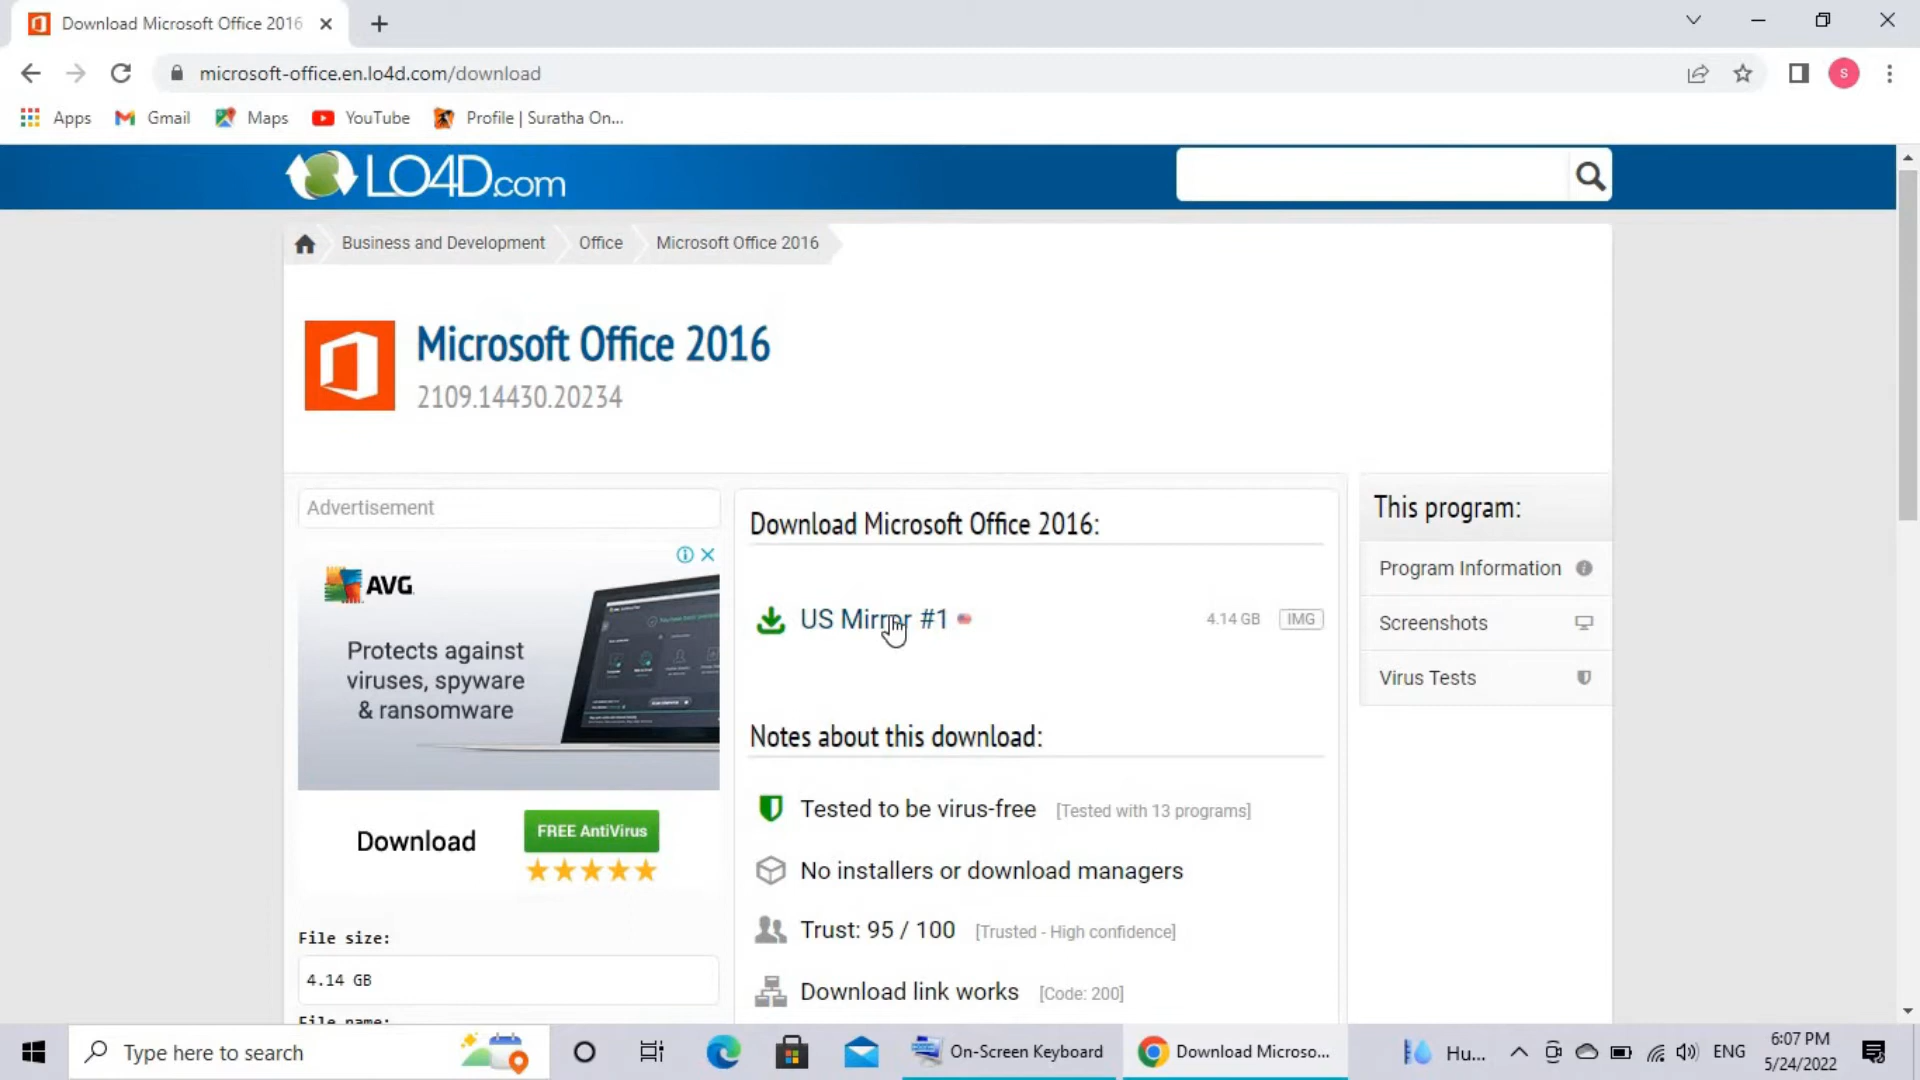 Download Microsoft Office 2016
microsoft-office.en.lo4d.com/download
S
Apps
Gmail
Maps
YouTube
Profile | Suratha On...
LO4D.com
Business and Development
Office
Microsoft Office 2016
Microsoft Office 2016
2109.14430.20234
Advertisement
AVG
Protects against
viruses, spyware
& ransomware
Download
FREE AntiVirus
File size:
4.14 GB
File name:
Download Microsoft Office 2016:
US Mirror #1
4.14 GB
IMG
Notes about this download:
Tested to be virus-free [Tested with 13 programs]
No installers or download managers
Trust: 95 / 100 [Trusted - High confidence]
Download link works [Code: 200]
This program:
Program Information
Screenshots
Virus Tests
Type here to search
On-Screen Keyboard
Download Microso...
Hu...
ENG
6:07 PM
5/24/2022